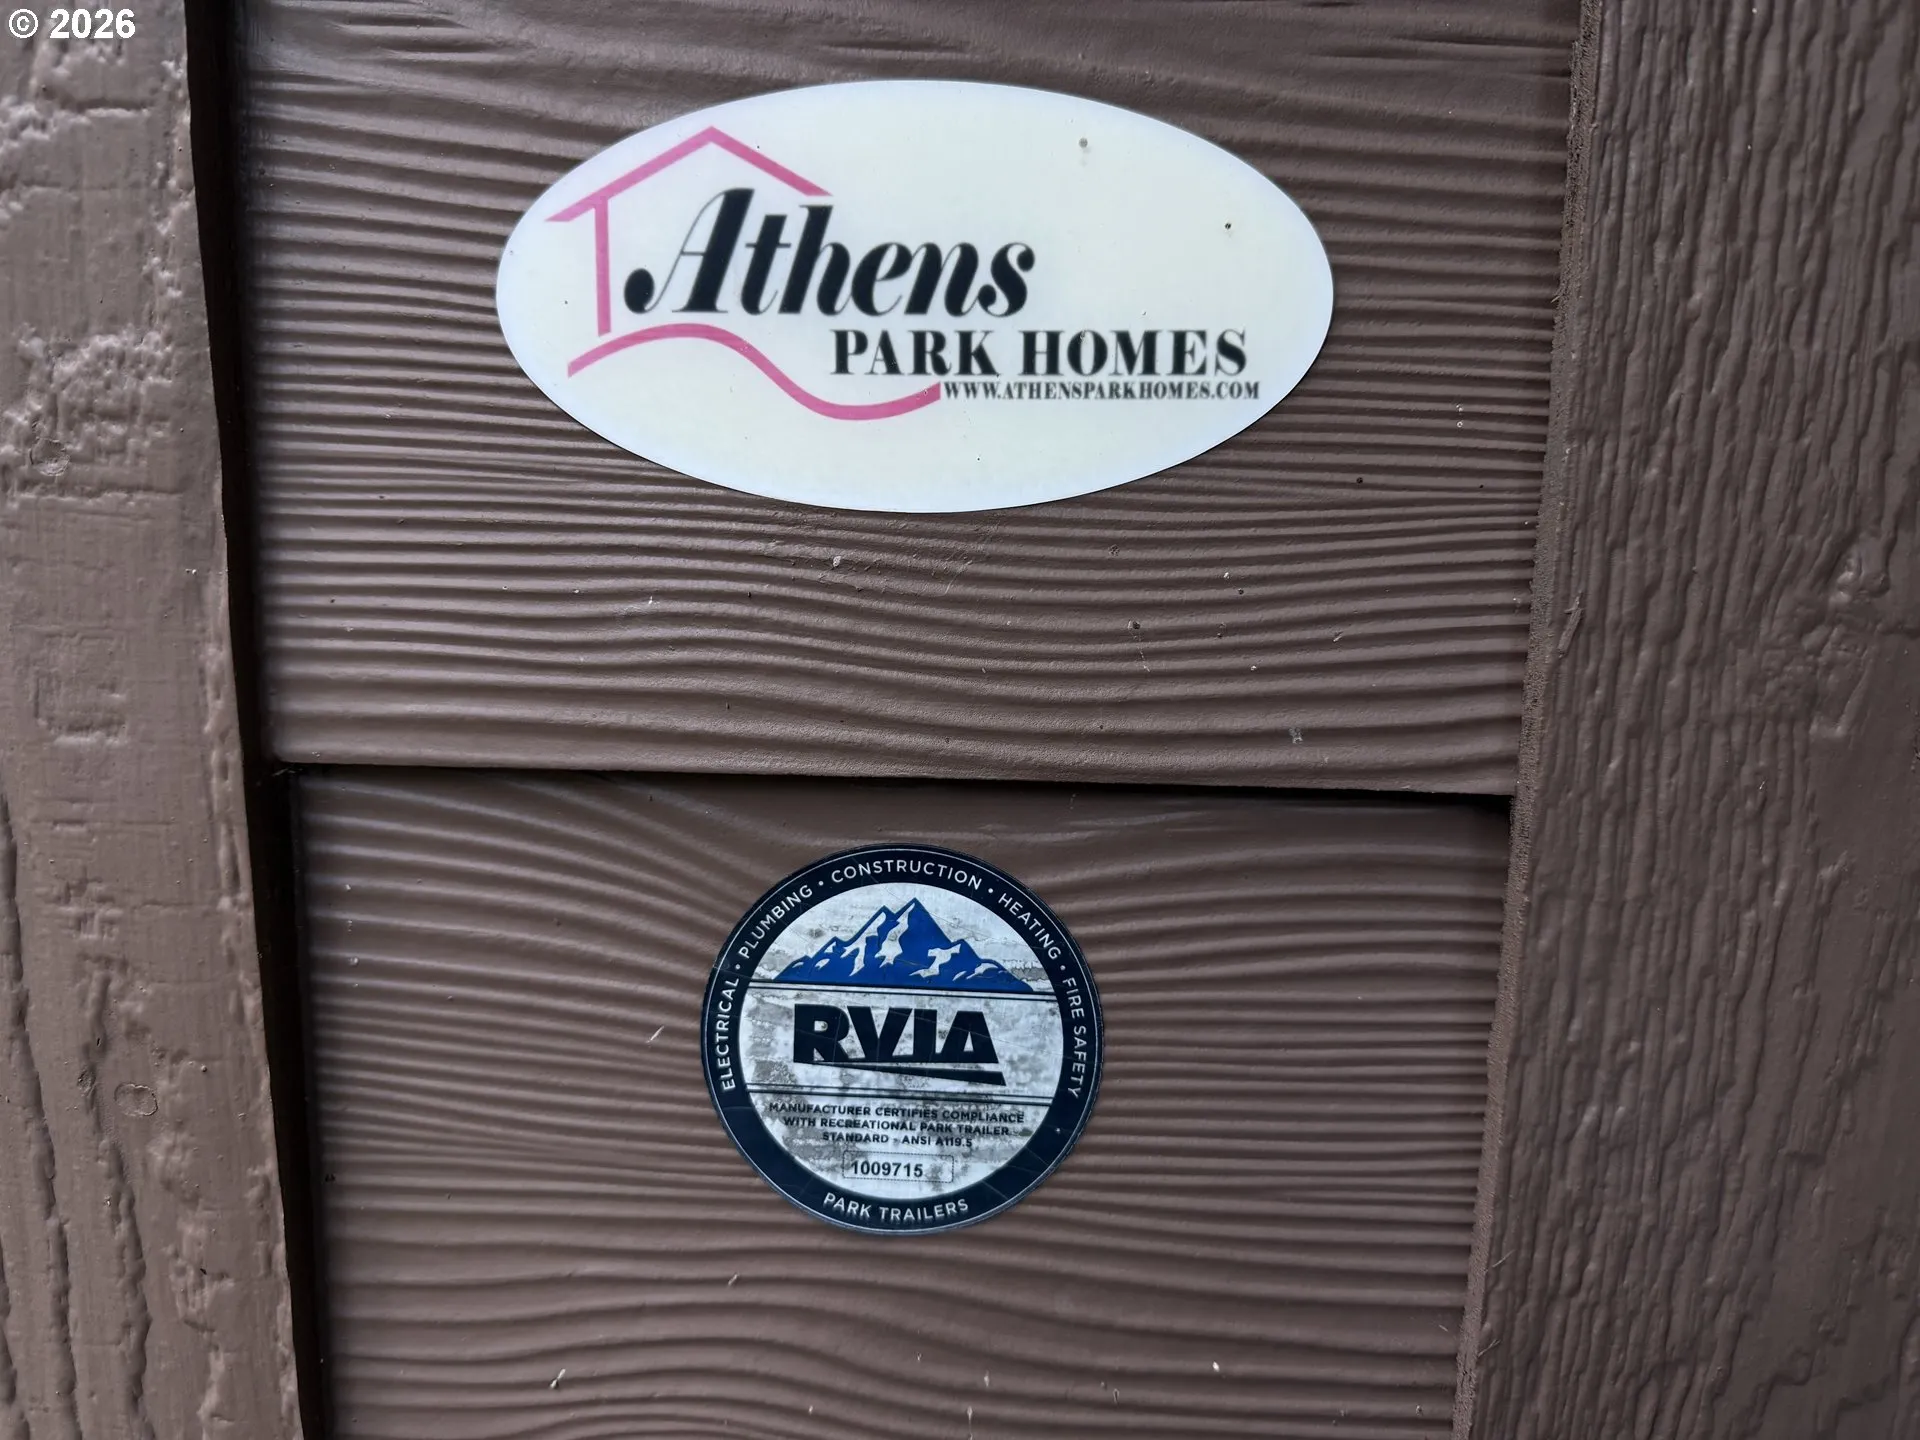 © 2026
Athens
PARK HOMES
WWW.ATHENSPARKHOMES.COM
ELECTRICAL • PLUMBING • CONSTRUCTION • HEATING • FIRE SAFETY
RVIA
MANUFACTURER CERTIFIES COMPLIANCE
WITH RECREATIONAL PARK TRAILER
STANDARD - ANSI A119.5
1009715
PARK TRAILERS